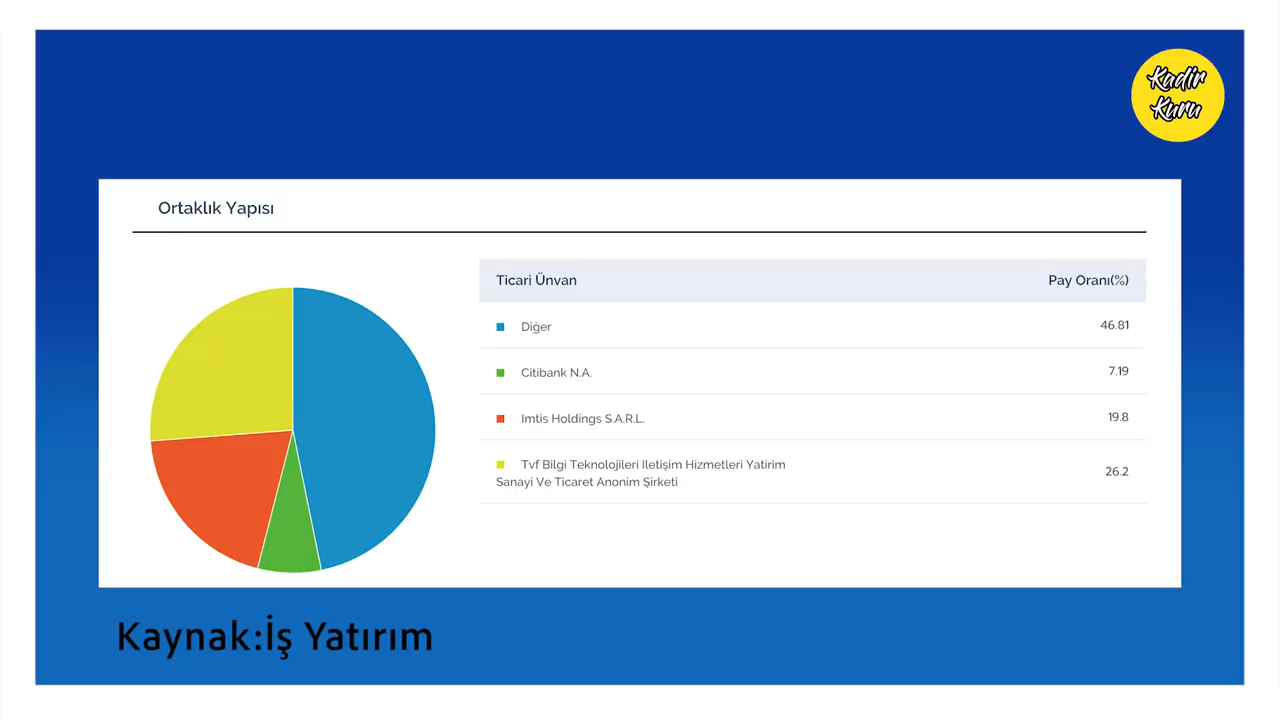 Kadir
Kuru
Ortaklık Yapısı
Ticari Ünvan Pay Oranı(%)
Diğer 46.81
Citibank N.A. 7.19
Imtis Holdings S.A.R.L. 19.8
Tvf Bilgi Teknolojileri Iletişim Hizmetleri Yatirim
Sanayi Ve Ticaret Anonim Şirketi 26.2
Kaynak:İş Yatırım